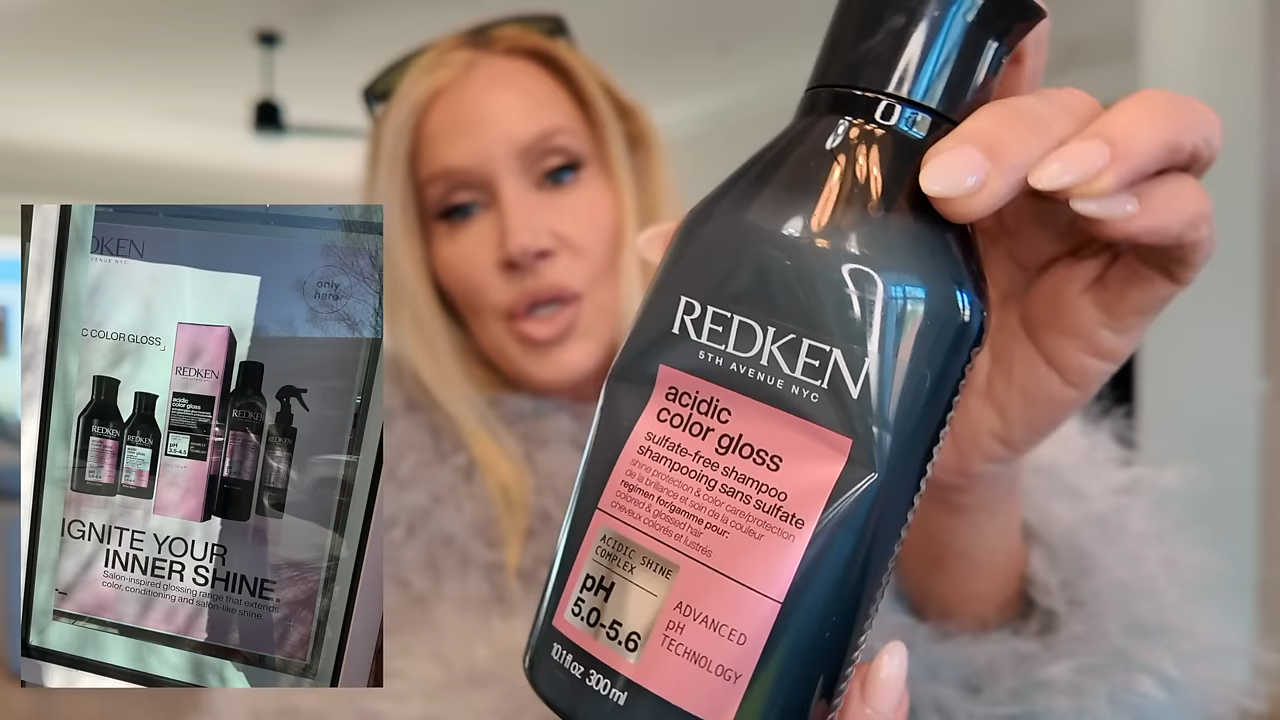 REDKEN
5TH AVENUE NYC
acidic
color gloss
sulfate-free shampoo
shampooing sans sulfate
shine protection & color care/protection
de la brillance et soin de la couleur
regimen for/gamme pour:
colored & glossed hair
cheveux colorés et lustrés
ACIDIC SHINE
COMPLEX
pH
5.0-5.6
ADVANCED
pH
TECHNOLOGY
10.1 fl oz 300 ml
DKEN
AVENUE NYC
only
here
C COLOR GLOSS
REDKEN
acidic
color gloss
pH
3.5-4.5
REDKEN
REDKEN
REDKEN
REDKEN
IGNITE YOUR
INNER SHINE.
Salon-inspired glossing range that extends
color, conditioning and salon-like shine.